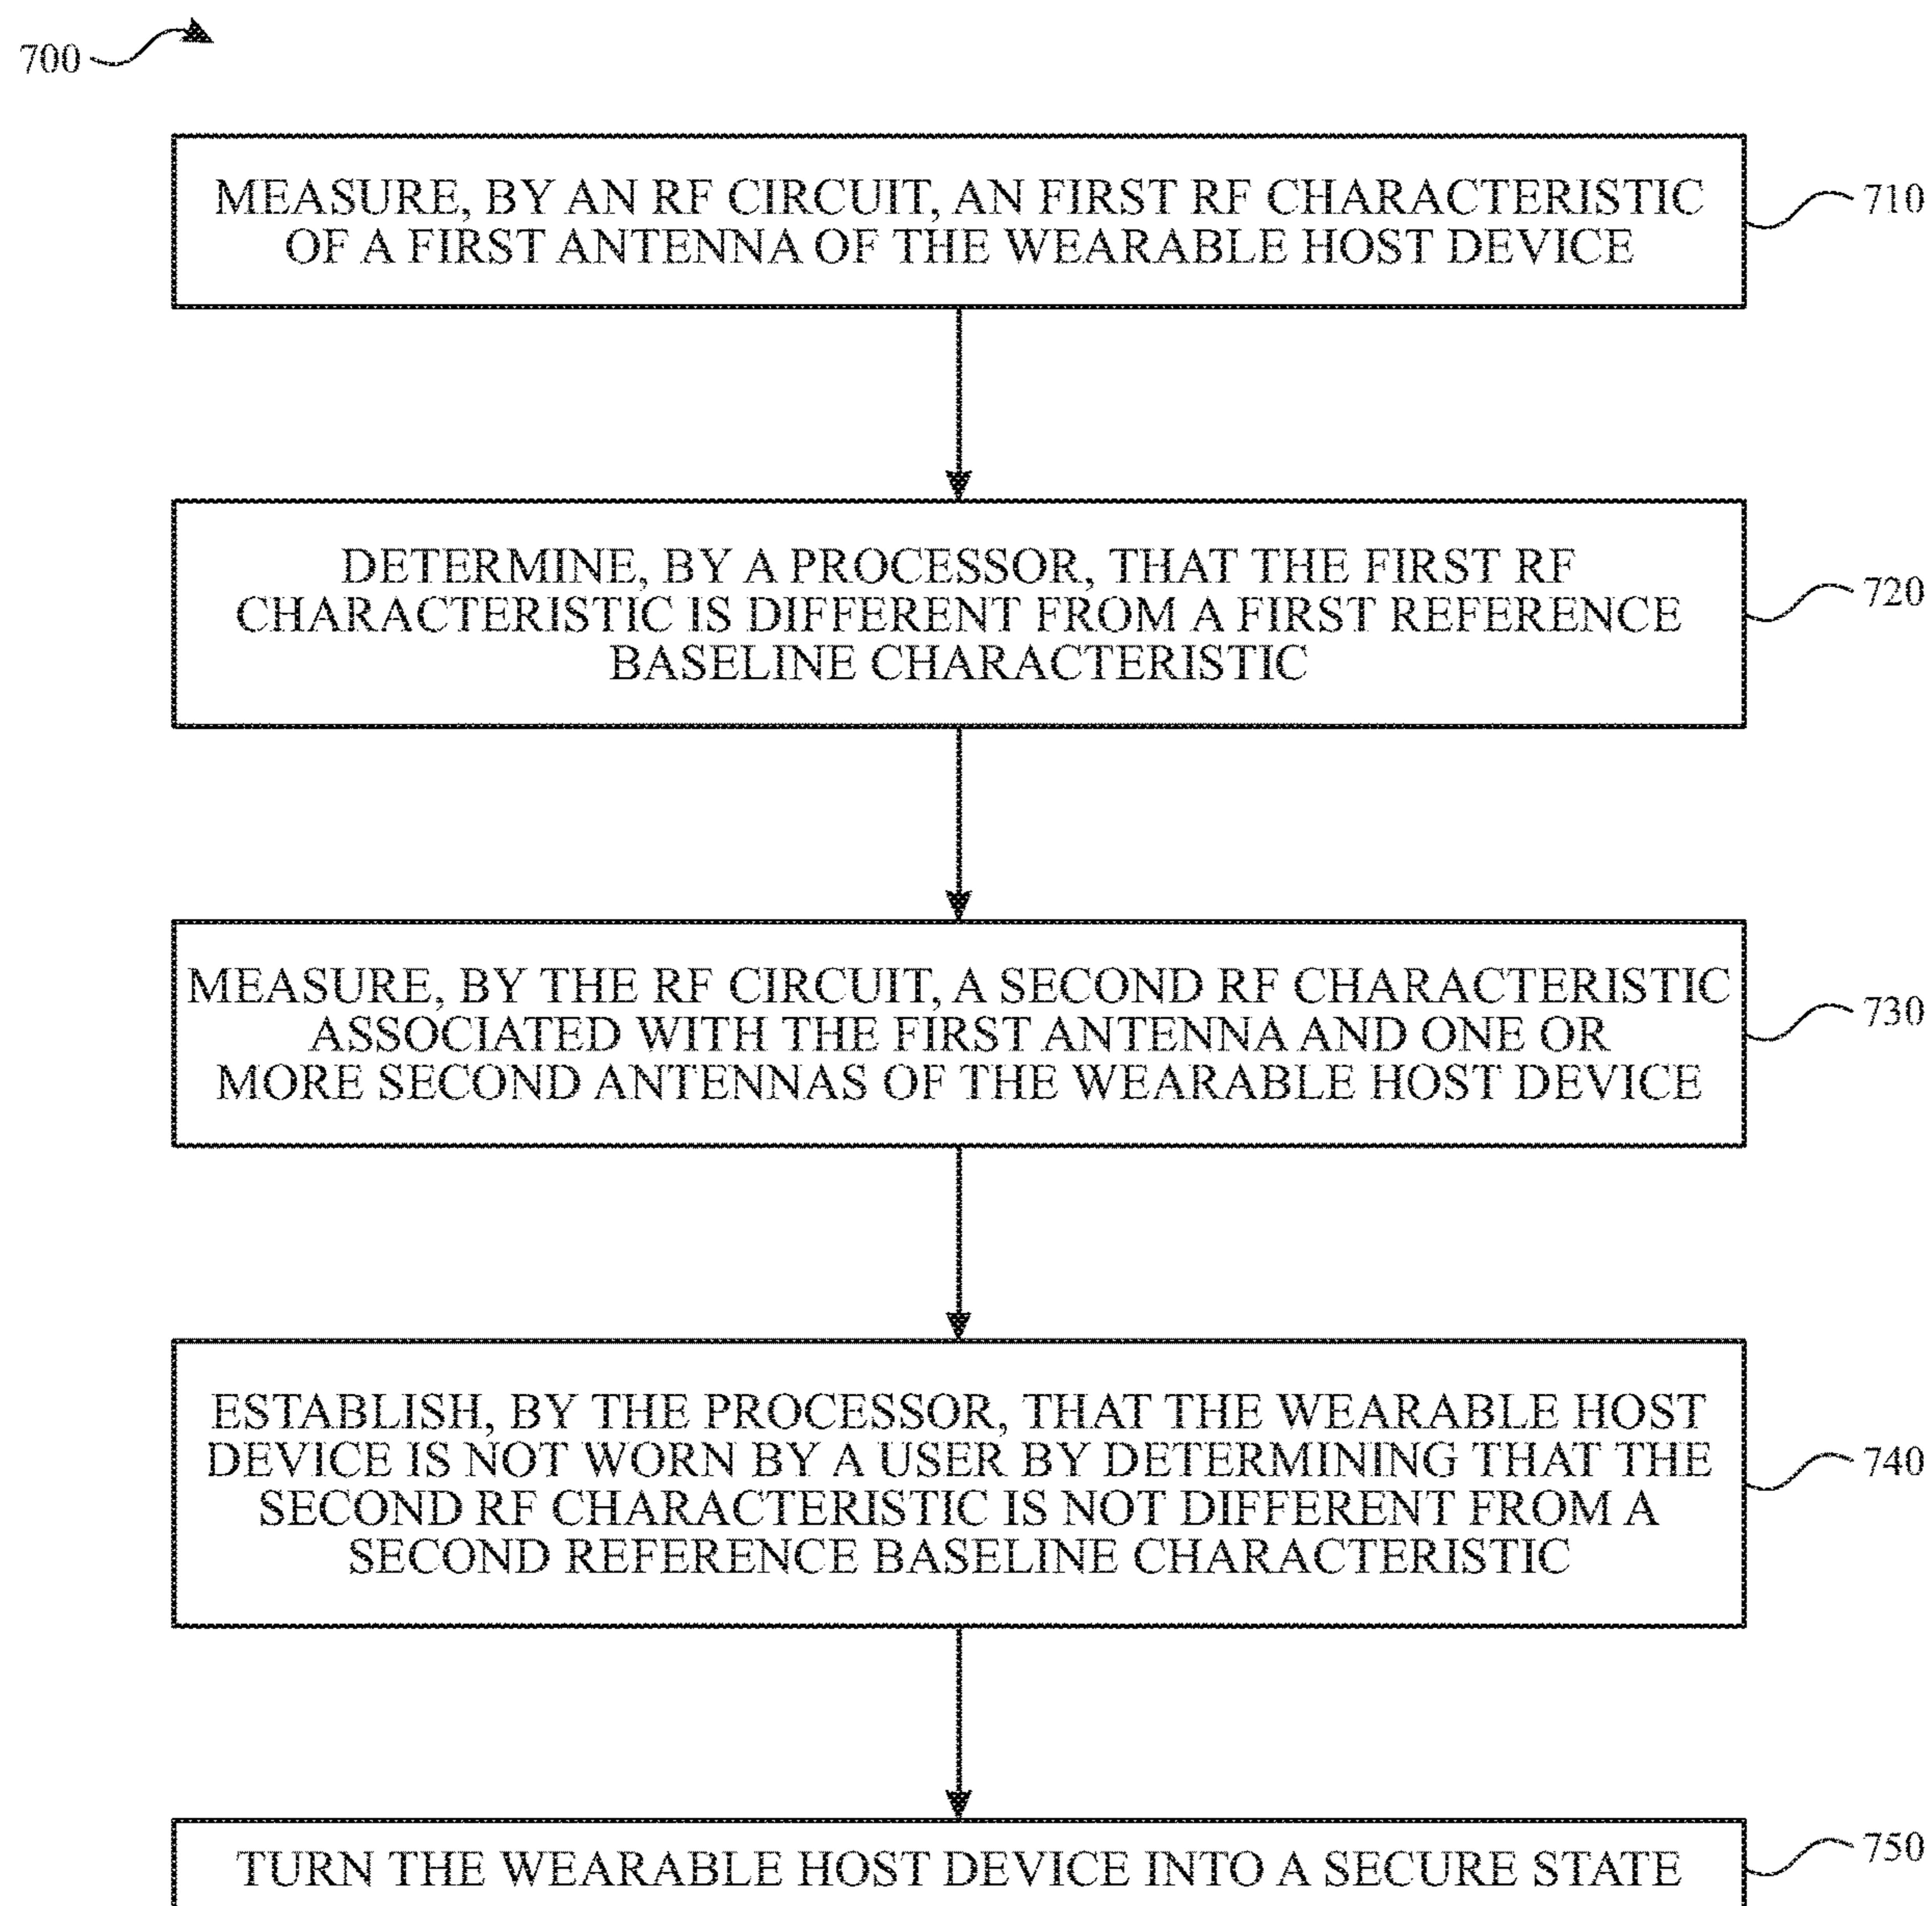 700
MEASURE, BY AN RF CIRCUIT, AN FIRST RF CHARACTERISTIC
OF A FIRST ANTENNA OF THE WEARABLE HOST DEVICE
710
DETERMINE, BY A PROCESSOR, THAT THE FIRST RF
CHARACTERISTIC IS DIFFERENT FROM A FIRST REFERENCE
BASELINE CHARACTERISTIC
720
MEASURE, BY THE RF CIRCUIT, A SECOND RF CHARACTERISTIC
ASSOCIATED WITH THE FIRST ANTENNA AND ONE OR
MORE SECOND ANTENNAS OF THE WEARABLE HOST DEVICE
730
ESTABLISH, BY THE PROCESSOR, THAT THE WEARABLE HOST
DEVICE IS NOT WORN BY A USER BY DETERMINING THAT THE
SECOND RF CHARACTERISTIC IS NOT DIFFERENT FROM A
SECOND REFERENCE BASELINE CHARACTERISTIC
740
TURN THE WEARABLE HOST DEVICE INTO A SECURE STATE
750